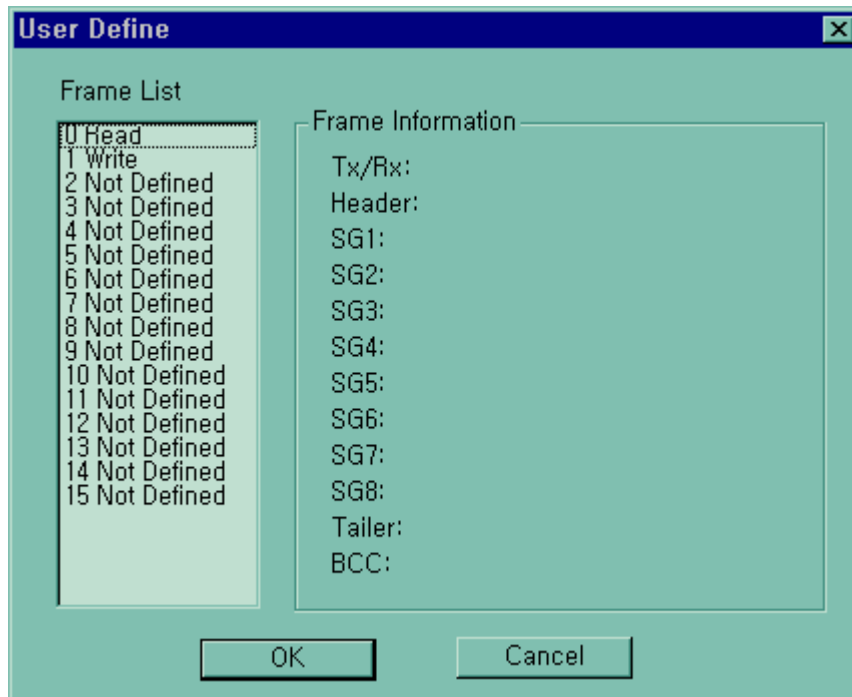 User Define
Frame List
0 Read
1 Write
2 Not Defined
3 Not Defined
4 Not Defined
5 Not Defined
6 Not Defined
7 Not Defined
8 Not Defined
9 Not Defined
10 Not Defined
11 Not Defined
12 Not Defined
13 Not Defined
14 Not Defined
15 Not Defined
Frame Information
Tx/Rx:
Header:
SG1:
SG2:
SG3:
SG4:
SG5:
SG6:
SG7:
SG8:
Tailer:
BCC:
OK
Cancel